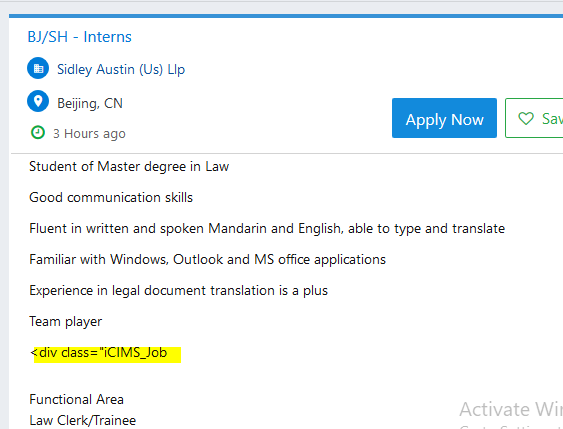 BJ/SH - Interns
Sidley Austin (Us) Llp
Beijing, CN
3 Hours ago
Apply Now
Student of Master degree in Law
Good communication skills
Fluent in written and spoken Mandarin and English, able to type and translate
Familiar with Windows, Outlook and MS office applications
Experience in legal document translation is a plus
Team player
<div class="iCIMS_Job
Functional Area
Law Clerk/Trainee
Activate